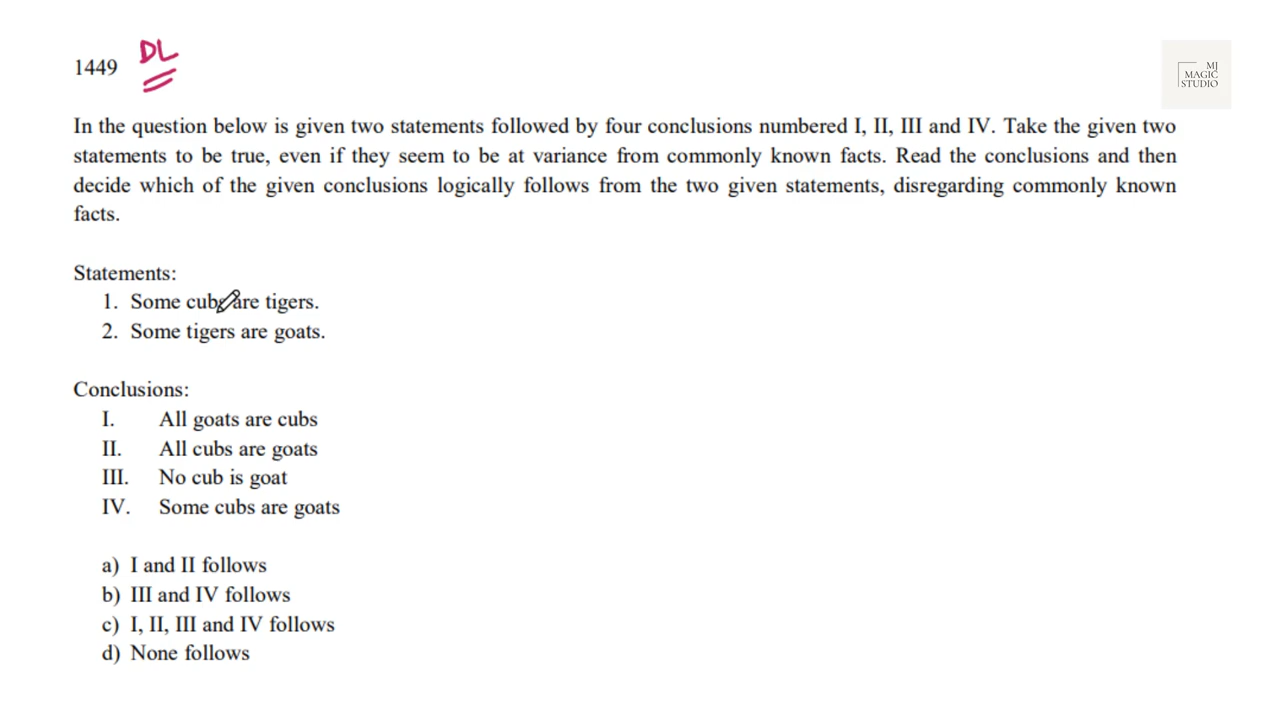 1449 DL
MJ
MAGIC
STUDIO
In the question below is given two statements followed by four conclusions numbered I, II, III and IV. Take the given two
statements to be true, even if they seem to be at variance from commonly known facts. Read the conclusions and then
decide which of the given conclusions logically follows from the two given statements, disregarding commonly known
facts.
Statements:
1. Some cubs are tigers.
2. Some tigers are goats.
Conclusions:
I. All goats are cubs
II. All cubs are goats
III. No cub is goat
IV. Some cubs are goats
a) I and II follows
b) III and IV follows
c) I, II, III and IV follows
d) None follows